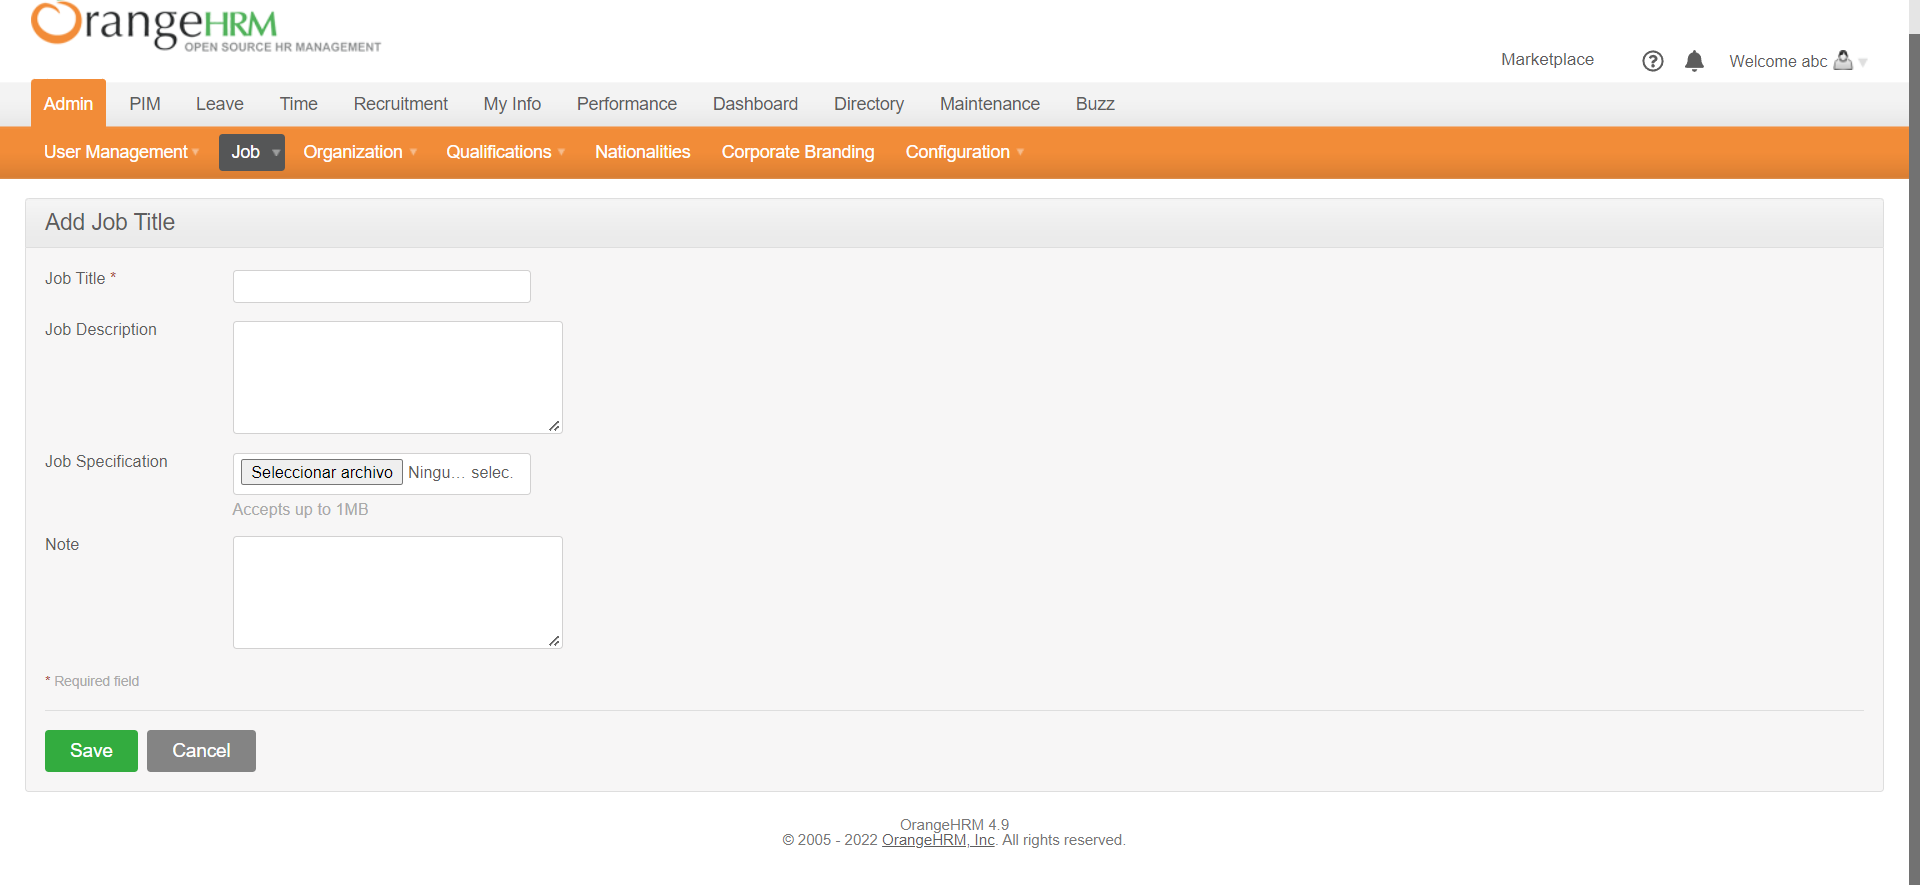 OrangeHRM
OPEN SOURCE HR MANAGEMENT
Marketplace
Welcome abc
Admin PIM Leave Time Recruitment My Info Performance Dashboard Directory Maintenance Buzz
User Management Job Organization Qualifications Nationalities Corporate Branding Configuration
Add Job Title
Job Title *
Job Description
Job Specification
Seleccionar archivo Ningu... selec.
Accepts up to 1MB
Note
* Required field
Save Cancel
OrangeHRM 4.9
© 2005 - 2022 OrangeHRM, Inc. All rights reserved.